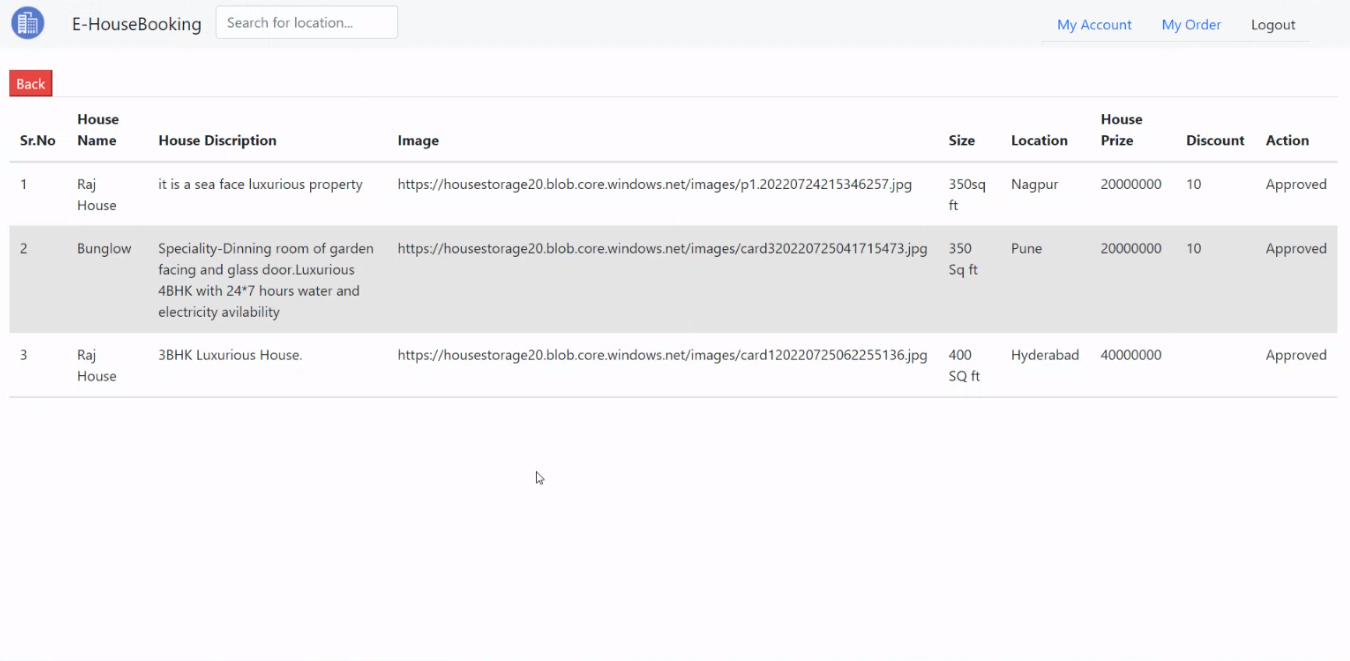 E-HouseBooking Search for location... My Account My Order Logout
Back
Sr.No House Name House Discription Image Size Location House Prize Discount Action
1 Raj House it is a sea face luxurious property https://housestorage20.blob.core.windows.net/images/p1.20220724215346257.jpg 350sq ft Nagpur 20000000 10 Approved
2 Bunglow Speciality-Dinning room of garden facing and glass door.Luxurious 4BHK with 24*7 hours water and electricity avilability https://housestorage20.blob.core.windows.net/images/card320220725041715473.jpg 350 Sq ft Pune 20000000 10 Approved
3 Raj House 3BHK Luxurious House. https://housestorage20.blob.core.windows.net/images/card120220725062255136.jpg 400 SQ ft Hyderabad 40000000 Approved